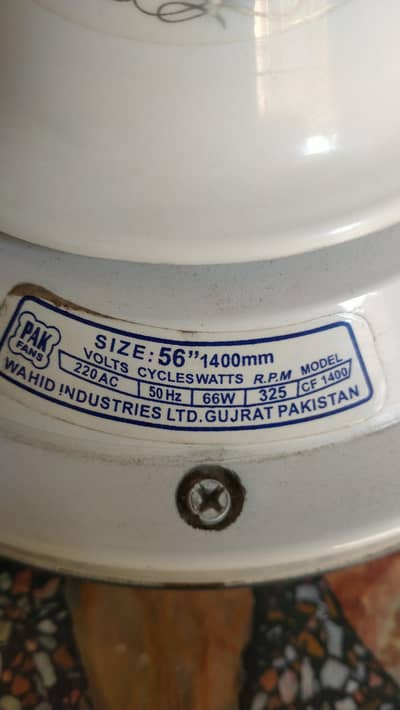 PAK
FANS
SIZE: 56” 1400mm
VOLTS CYCLES WATTS R.P.M MODEL
220 AC 50 Hz 66W 325 CF 1400
WAHID INDUSTRIES LTD. GUJRAT PAKISTAN